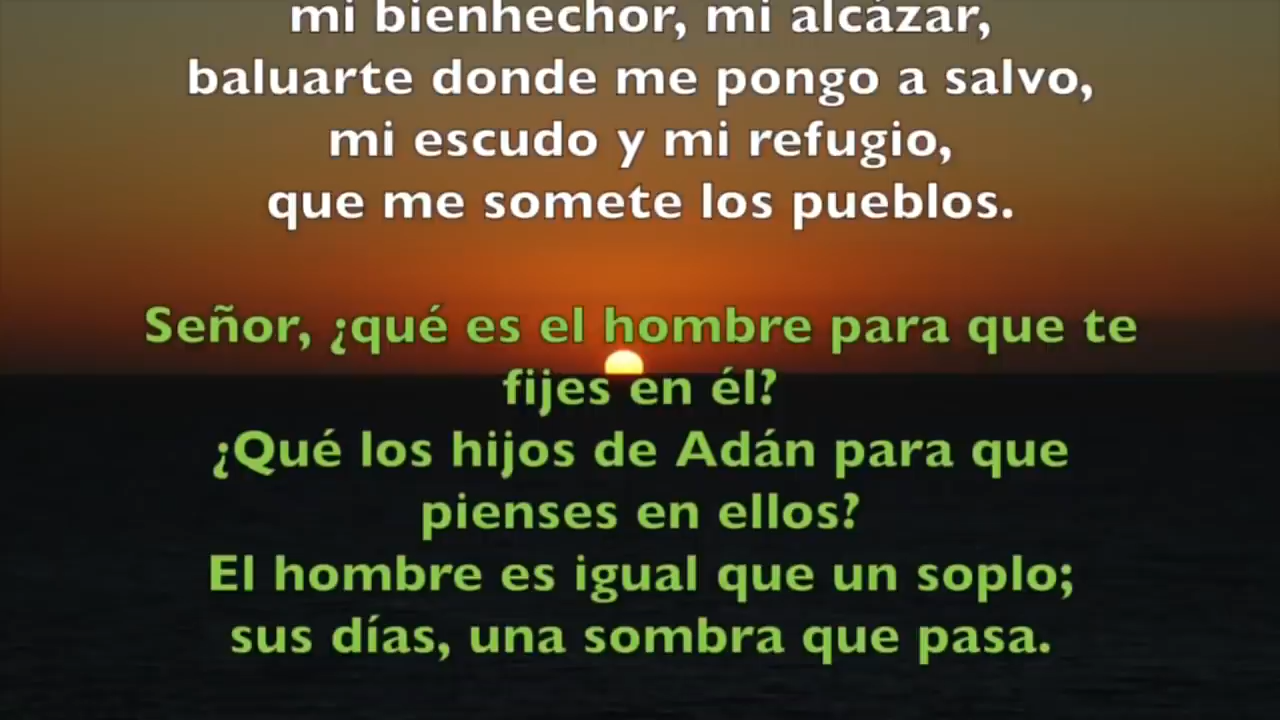 mi bienhechor, mi alcázar,
baluarte donde me pongo a salvo,
mi escudo y mi refugio,
que me somete los pueblos.
Señor, ¿qué es el hombre para que te
fijes en él?
¿Qué los hijos de Adán para que
pienses en ellos?
El hombre es igual que un soplo;
sus días, una sombra que pasa.